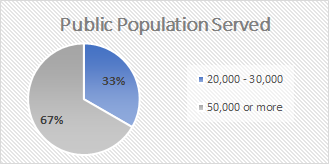 Public Population Served
33%
20,000 - 30,000
50,000 or more
67%